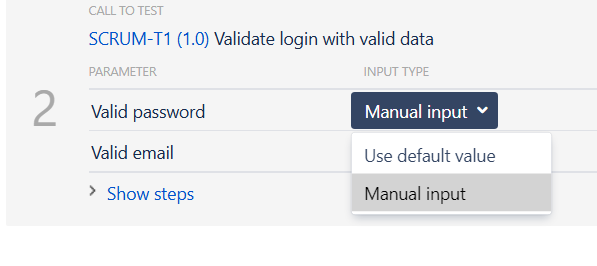 CALL TO TEST
SCRUM-T1 (1.0) Validate login with valid data
PARAMETER INPUT TYPE
2
Valid password Manual input
Valid email Use default value
Show steps Manual input